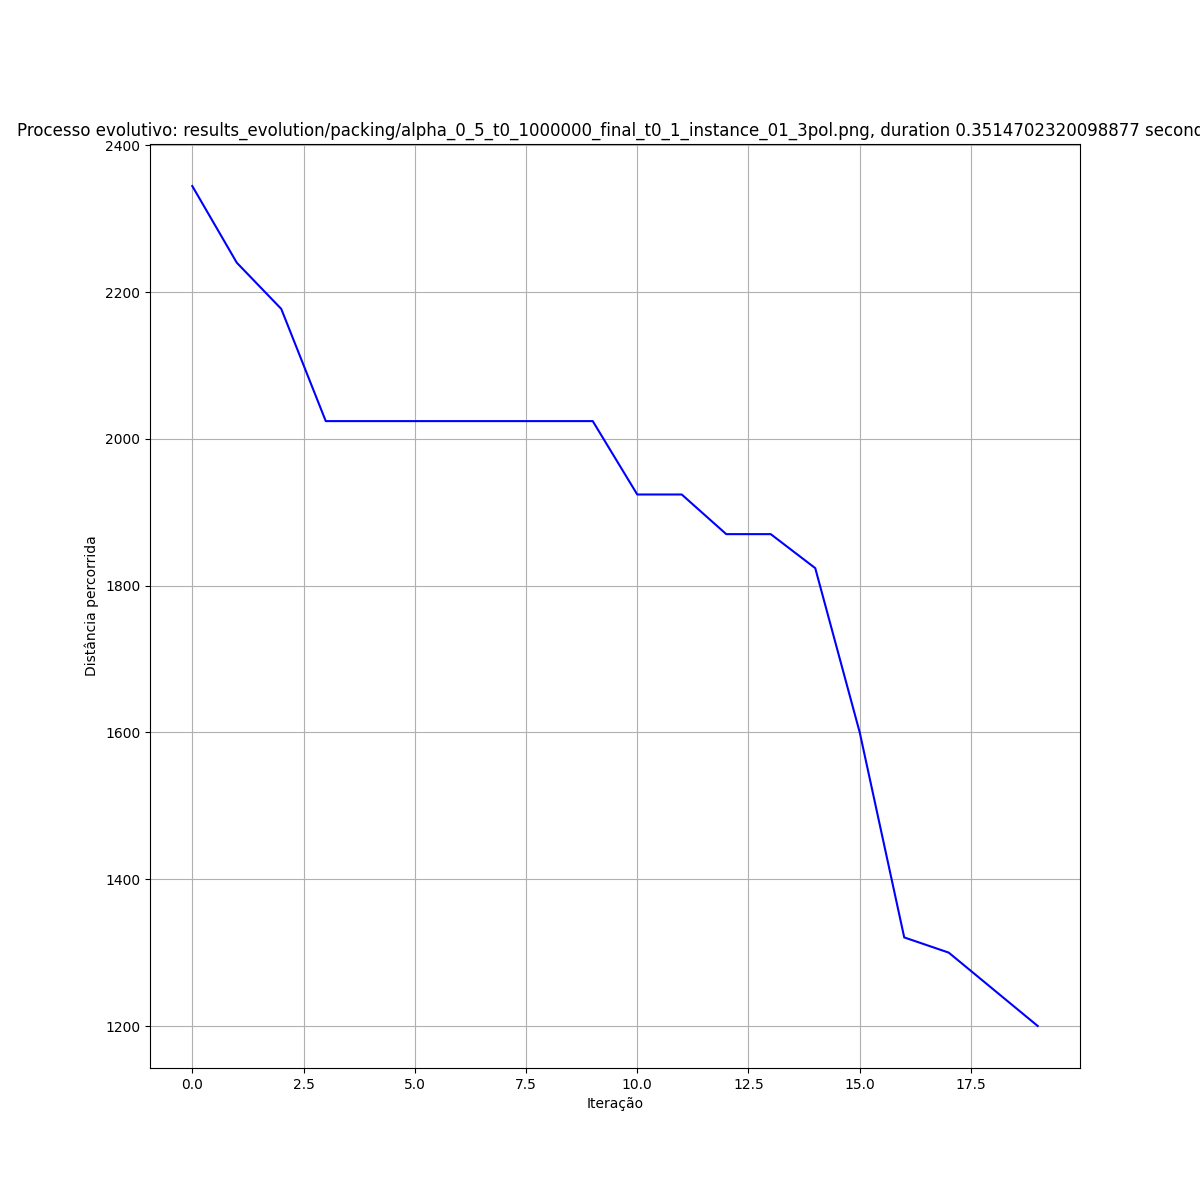 Processo evolutivo: results_evolution/packing/alpha_0_5_t0_1000000_final_t0_1_instance_01_3pol.png, duration 0.3514702320098877 secon
2400
2200
2000
1800
1600
1400
1200
Distância percorrida
0.0 2.5 5.0 7.5 10.0 12.5 15.0 17.5
Iteração